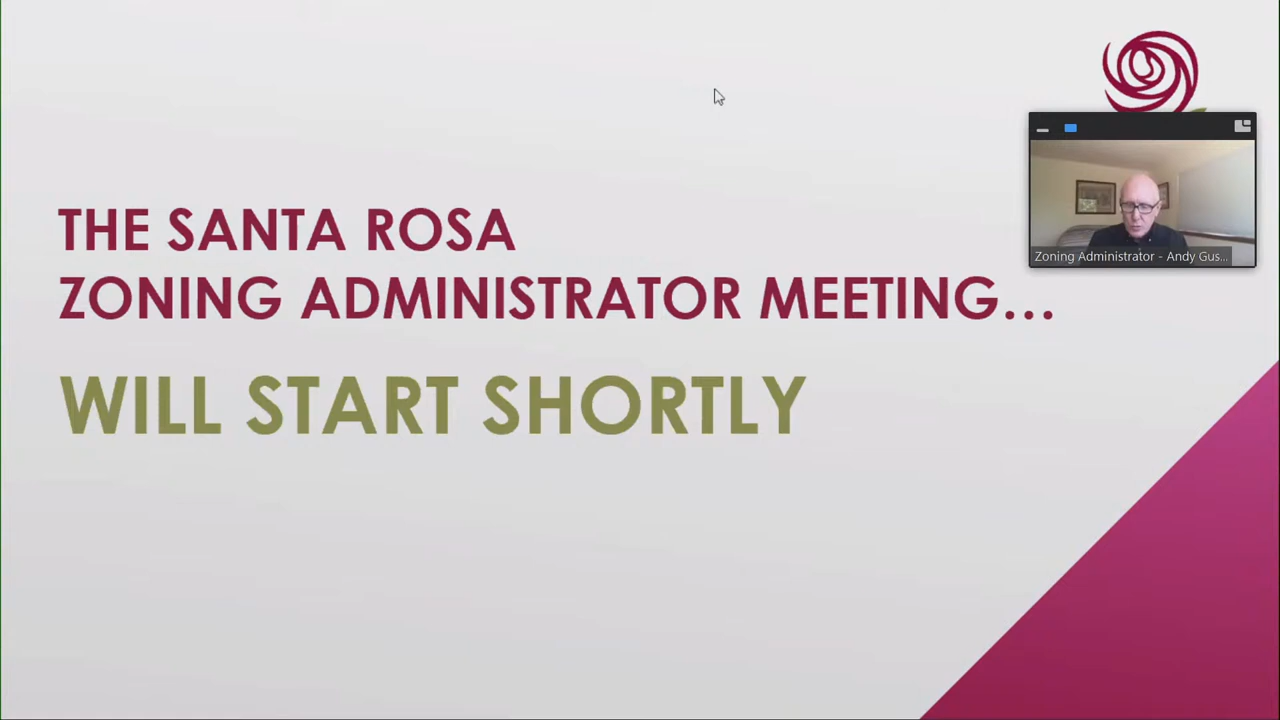 THE SANTA ROSA
ZONING ADMINISTRATOR MEETING...
WILL START SHORTLY
Zoning Administrator - Andy Gus...